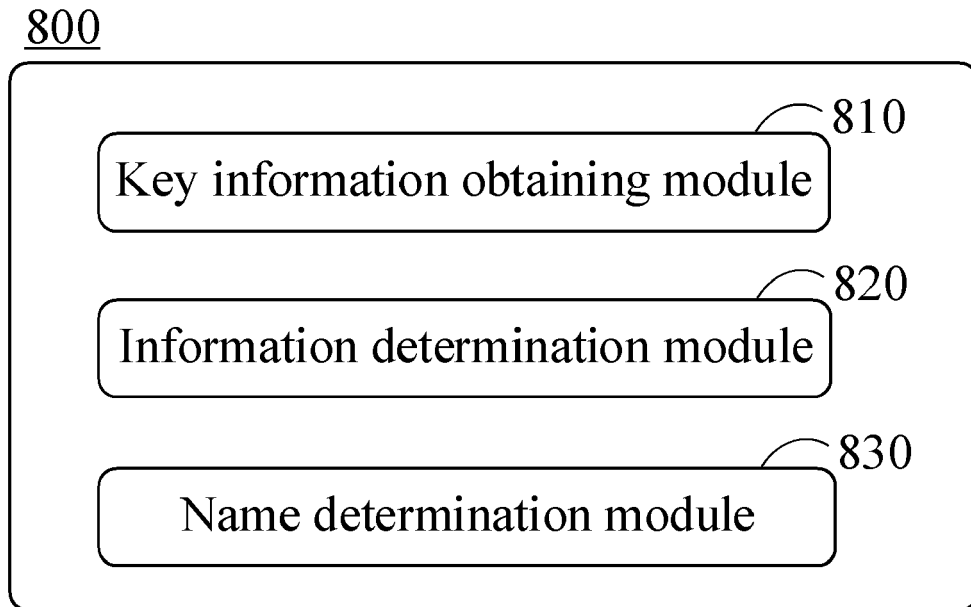 800
810
Key information obtaining module
820
Information determination module
830
Name determination module